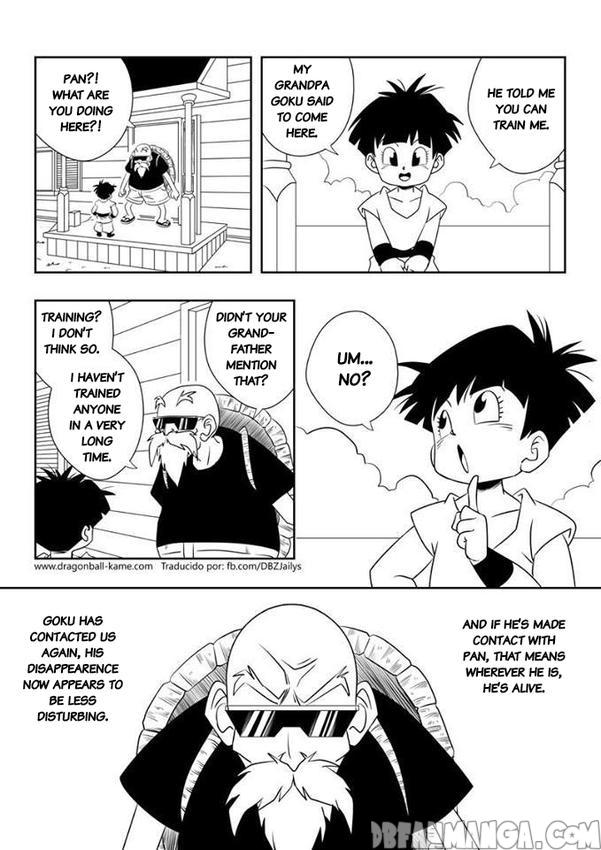 PAN?!
WHAT ARE
YOU DOING
HERE?!
MY
GRANDPA
GOKU SAID
TO COME
HERE.
HE TOLD ME
YOU CAN
TRAIN ME.
TRAINING?
I DON'T
THINK SO.
I HAVEN'T
TRAINED
ANYONE
IN A VERY
LONG
TIME.
DIDN'T YOUR
GRAND-
FATHER
MENTION
THAT?
UM...
NO?
www.dragonball-kame.com Traducido por: fb.com/DBZJailys
GOKU HAS
CONTACTED US
AGAIN, HIS
DISAPPEARENCE
NOW APPEARS TO
BE LESS
DISTURBING.
AND IF HE'S MADE
CONTACT WITH
PAN, THAT MEANS
WHEREVER HE IS,
HE'S ALIVE.
DBFANMANGA.COM